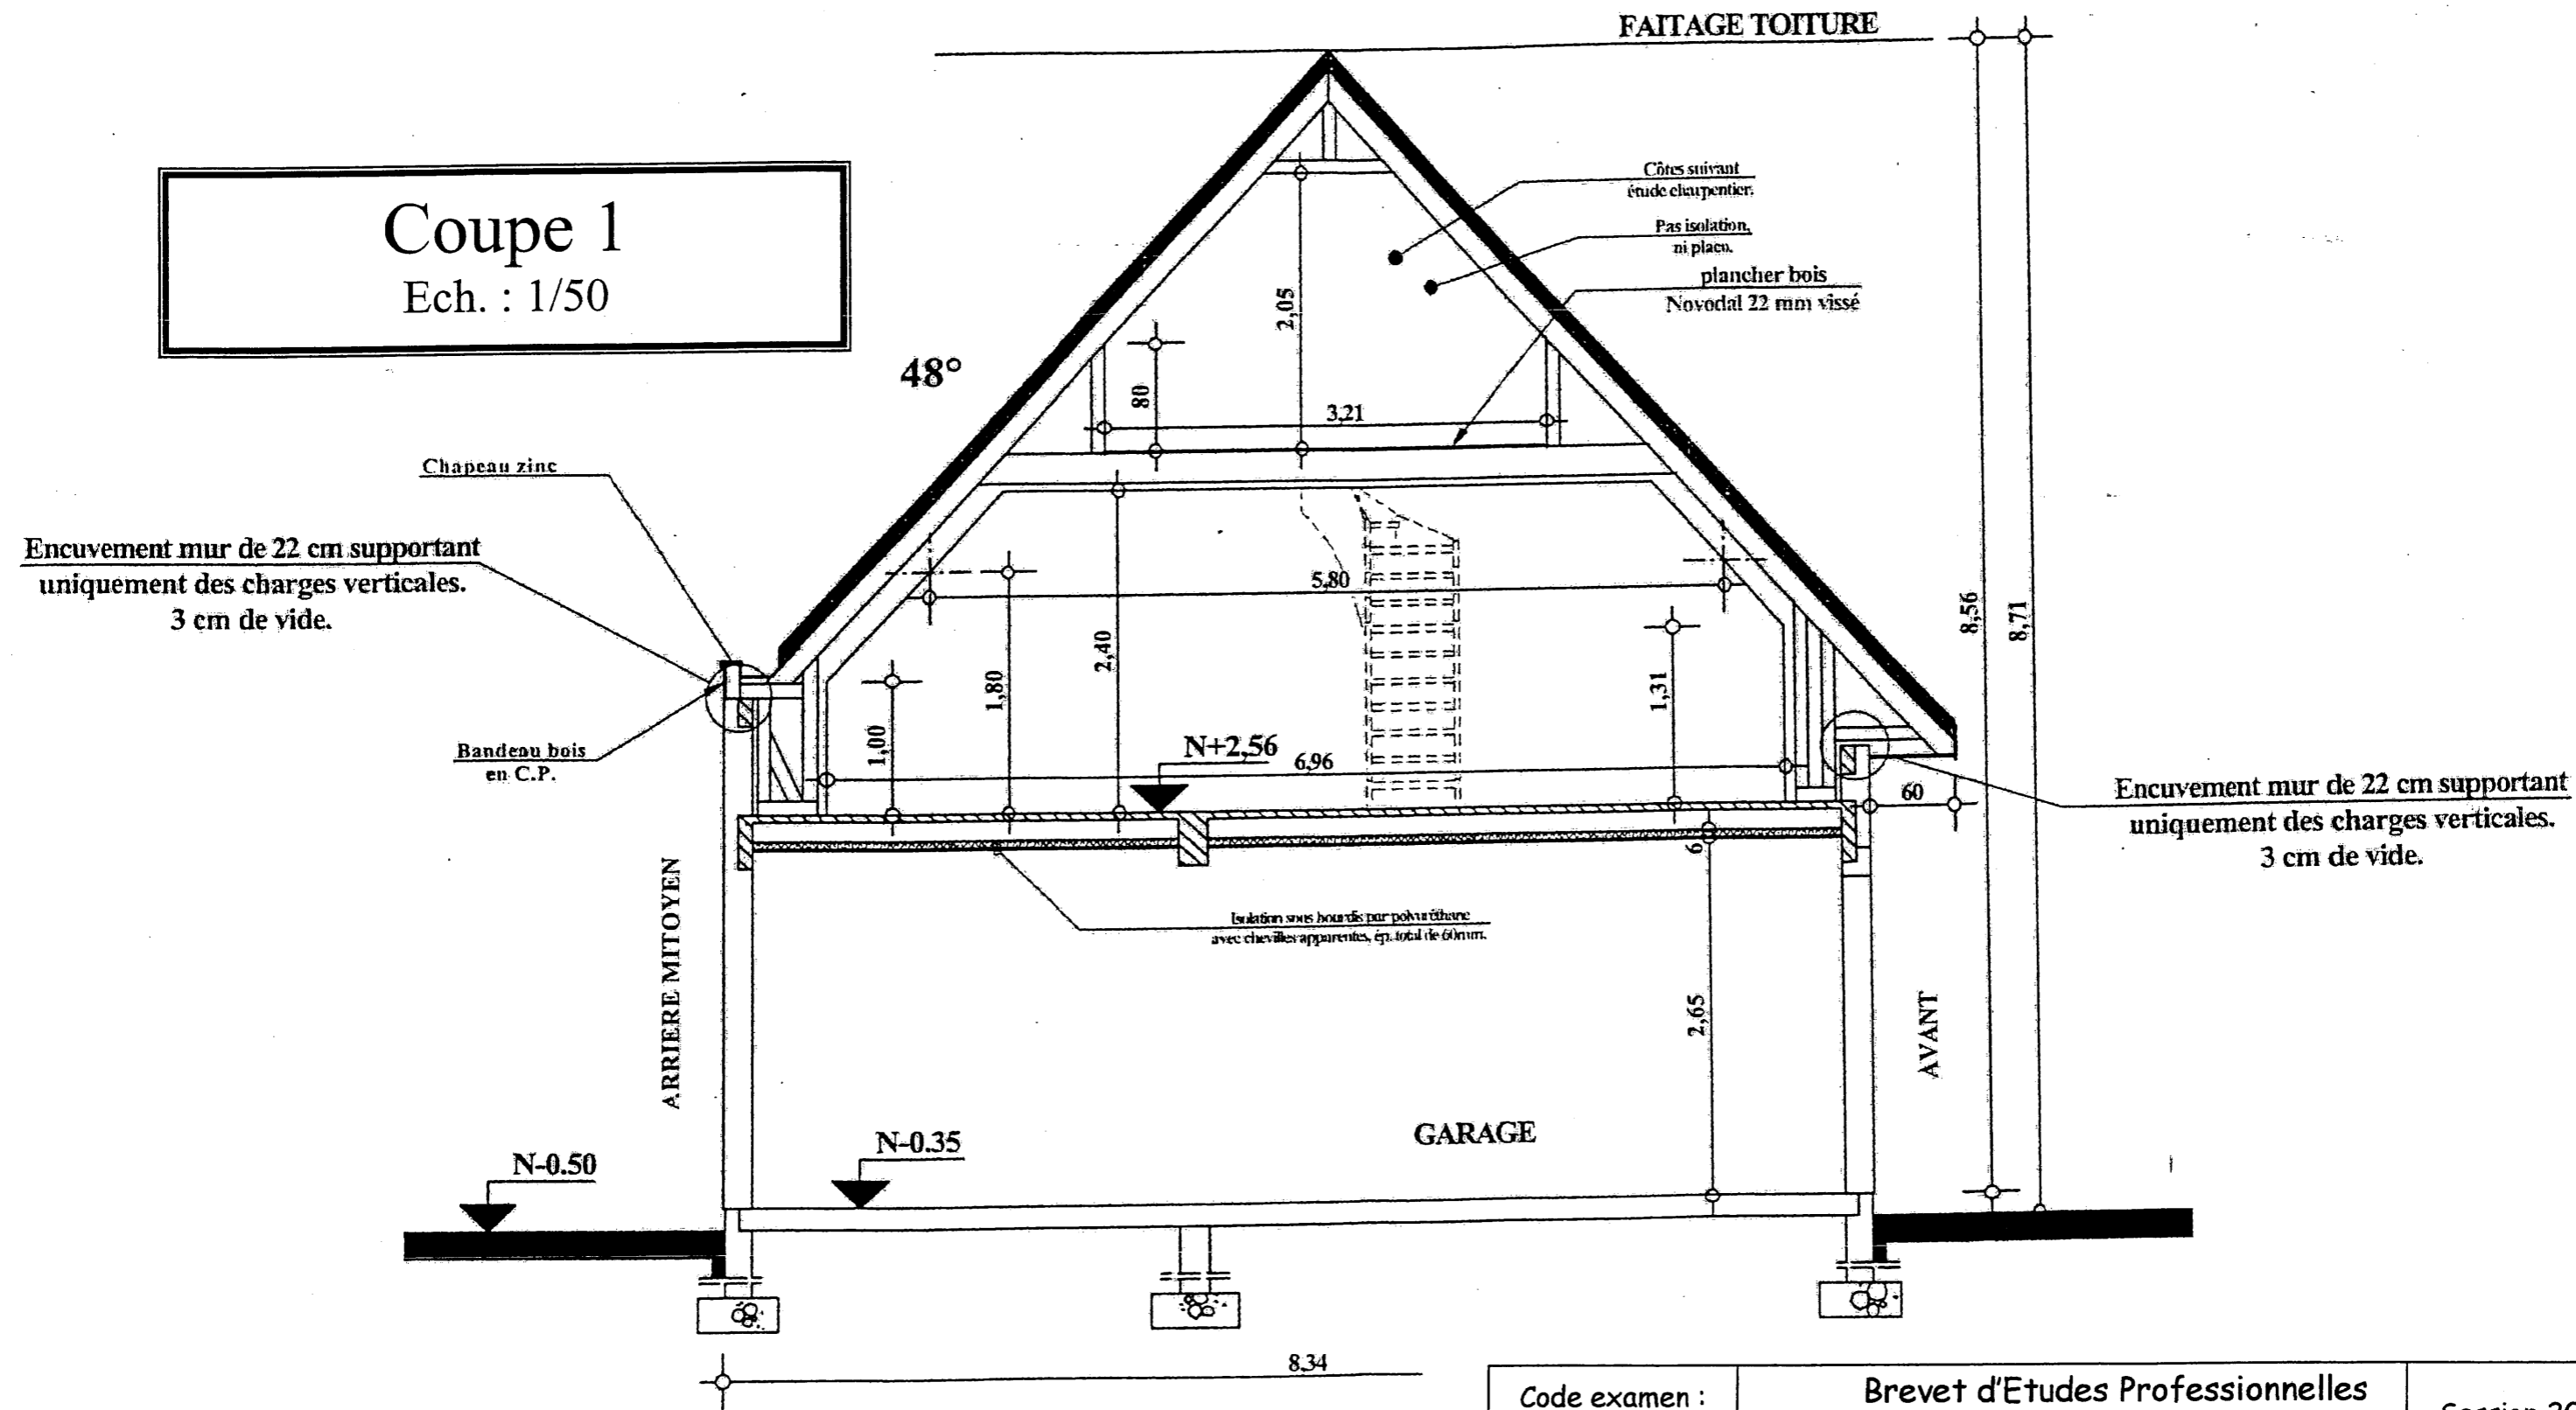 FAITAGE TOITURE
Coupe 1
Ech. : 1/50
Côtes suivant
étude charpentier.
Pas isolation,
ni placo.
plancher bois
Novodal 22 mm vissé
48°
2,05
80
3,21
Chapeau zinc
Encuvement mur de 22 cm supportant
uniquement des charges verticales.
3 cm de vide.
5,80
8,56
8,71
2,40
1,80
1,31
1,00
Bandeau bois
en C.P.
N+2,56
6,96
60
Encuvement mur de 22 cm supportant
uniquement des charges verticales.
3 cm de vide.
6
Isolation sous hourdis par polyuréthane
avec chevilles apparentes, ép. total de 60mm.
ARRIERE MITOYEN
2,65
AVANT
GARAGE
N-0.35
N-0.50
8,34
Code examen :
Brevet d'Etudes Professionnelles